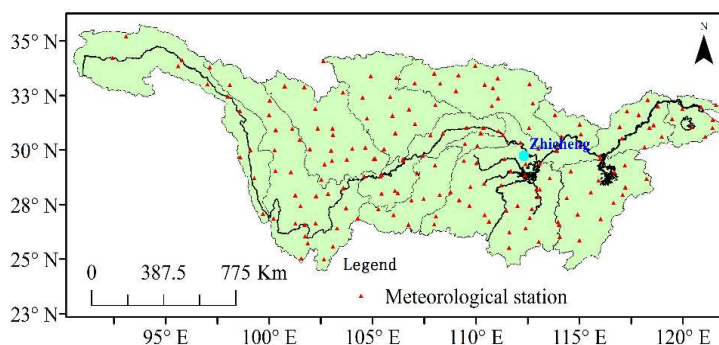 35° N
N
33° N
Zhicheng
30° N
28° N
Legend
25° N
0 387.5 775 Km
Meteorological station
23° N
95° E 100° E 105° E 110° E 115° E 120° E